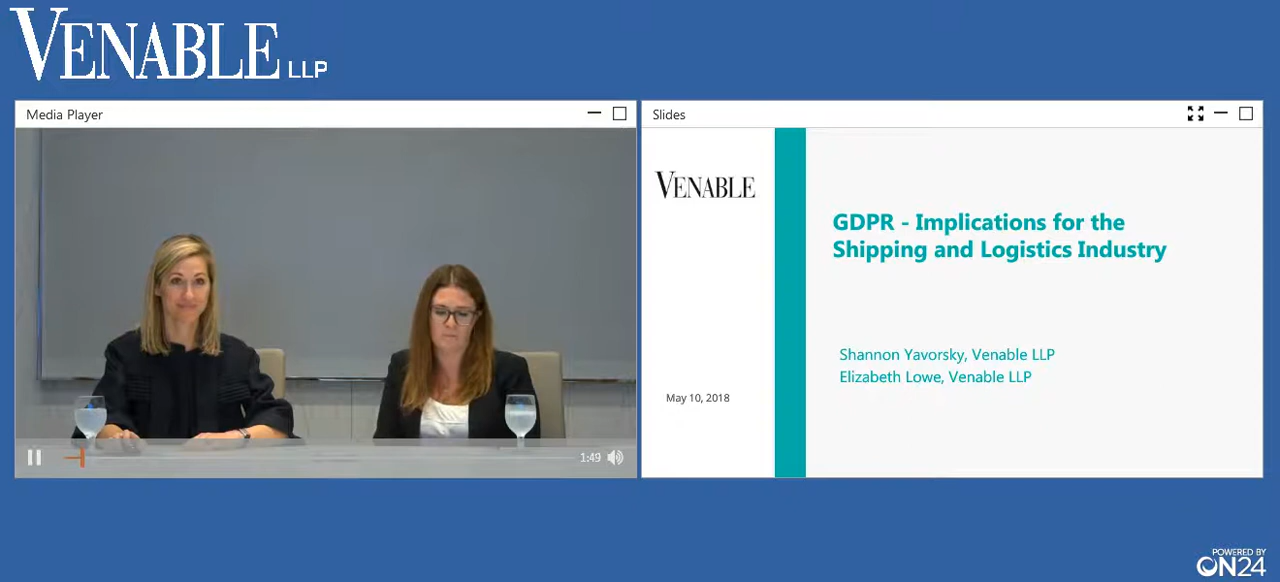 VENABLE LLP
Media Player
Slides
VENABLE
GDPR - Implications for the
Shipping and Logistics Industry
Shannon Yavorsky, Venable LLP
Elizabeth Lowe, Venable LLP
May 10, 2018
1:49
POWERED BY
ON24